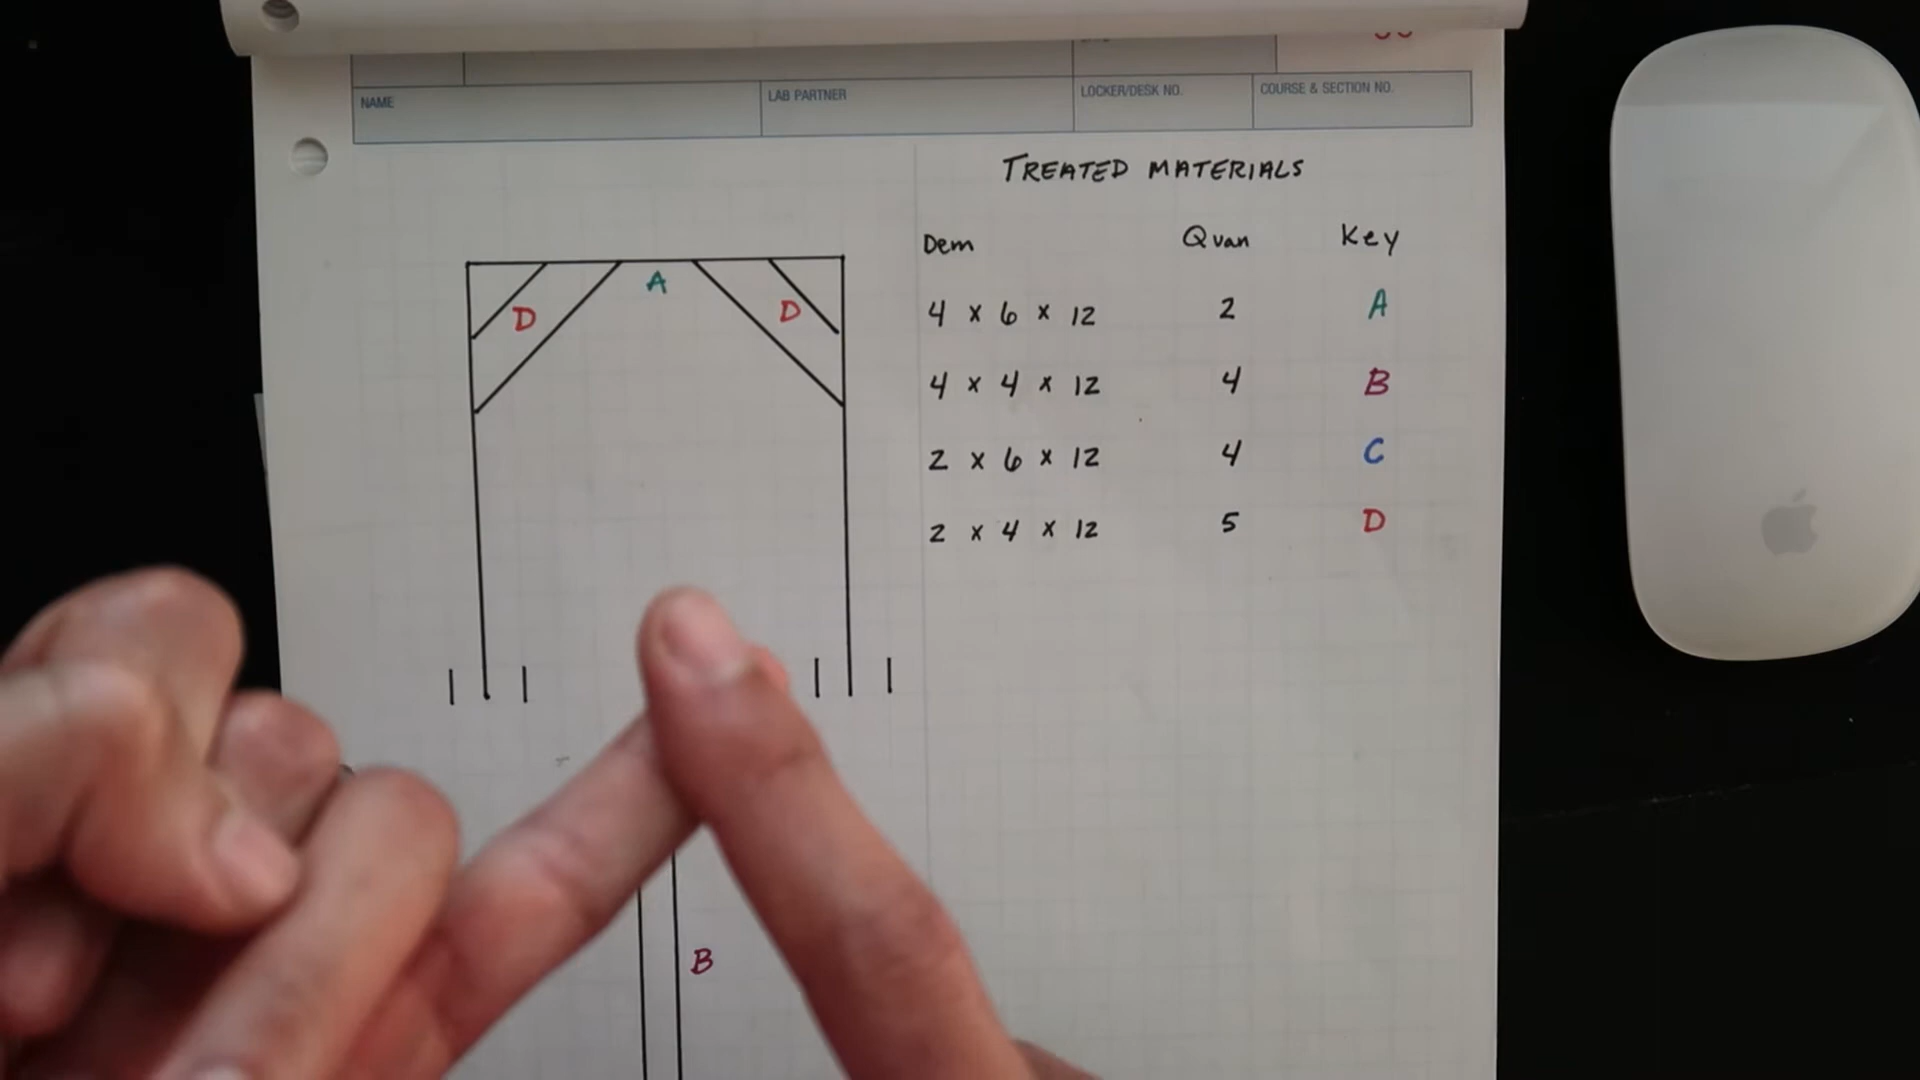 NAME
LAB PARTNER
LOCKER/DESK NO.
COURSE & SECTION NO.
TREATED MATERIALS
Dem Quan Key
4 x 6 x 12 2 A
4 x 4 x 12 4 B
2 x 6 x 12 4 C
2 x 4 x 12 5 D
A
D
D
B